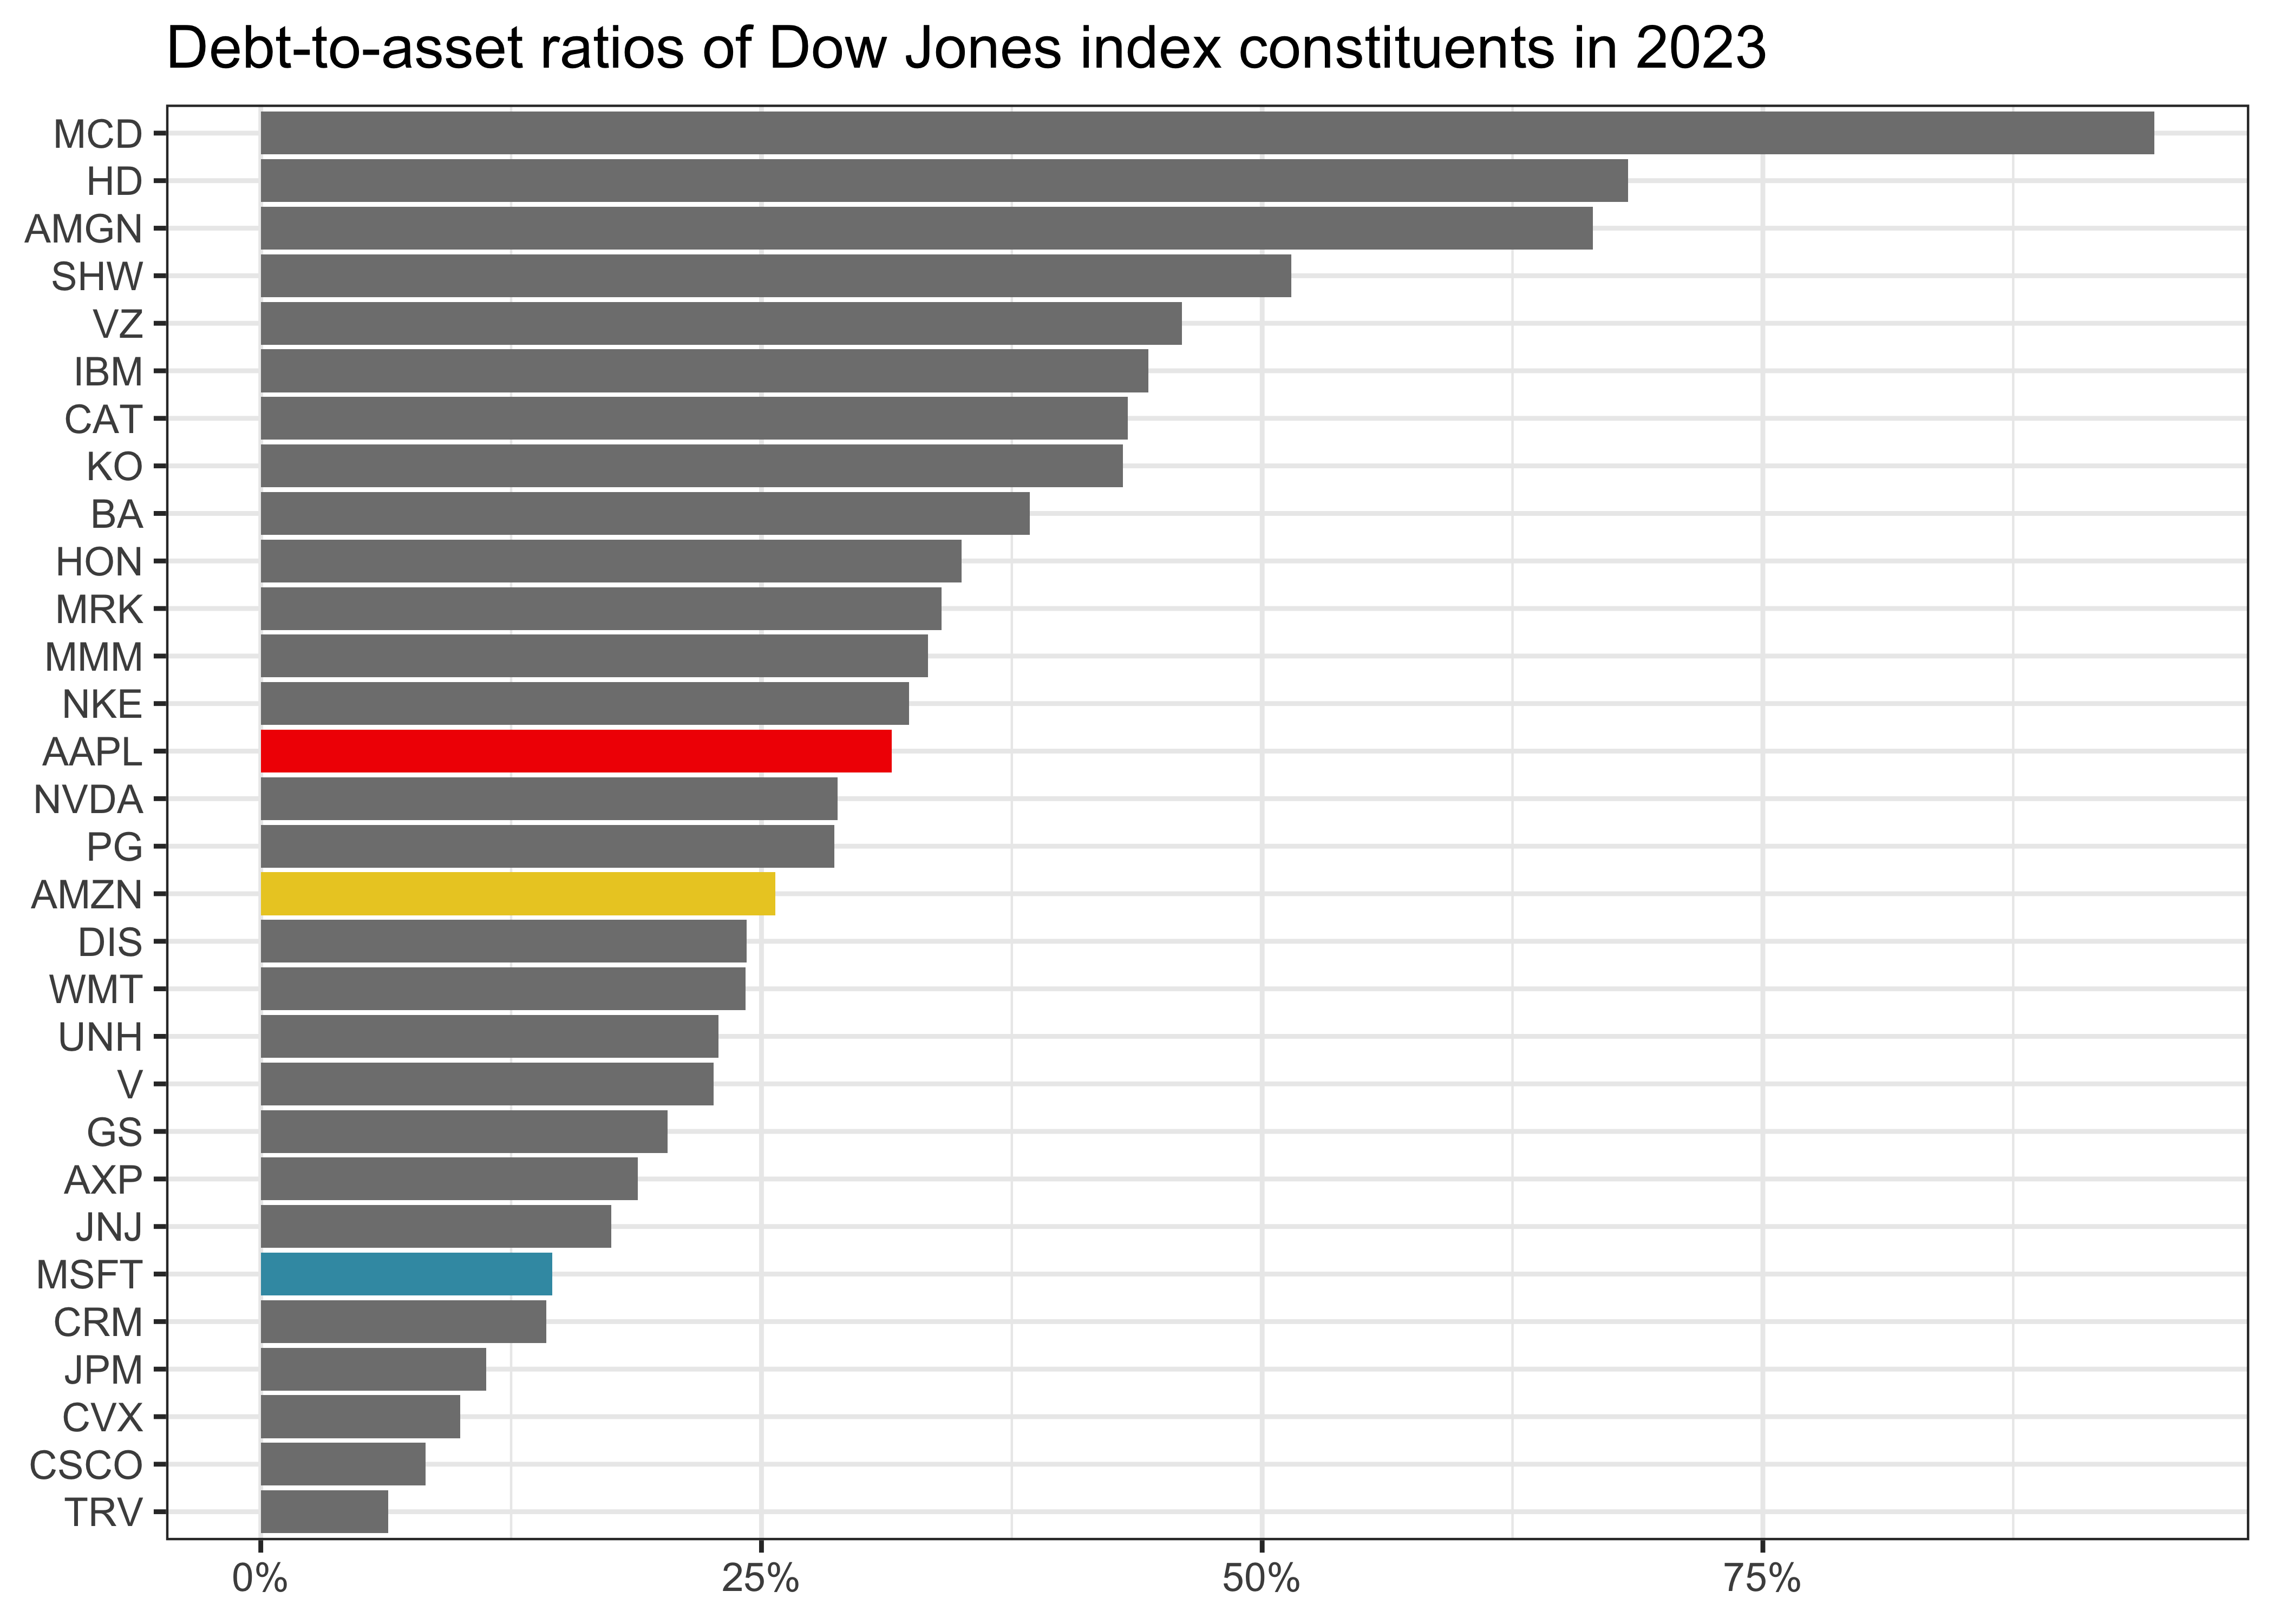 Debt-to-asset ratios of Dow Jones index constituents in 2023
MCD
HD
AMGN
SHW
VZ
IBM
CAT
KO
BA
HON
MRK
MMM
NKE
AAPL
NVDA
PG
AMZN
DIS
WMT
UNH
V
GS
AXP
JNJ
MSFT
CRM
JPM
CVX
CSCO
TRV
0% 25% 50% 75%